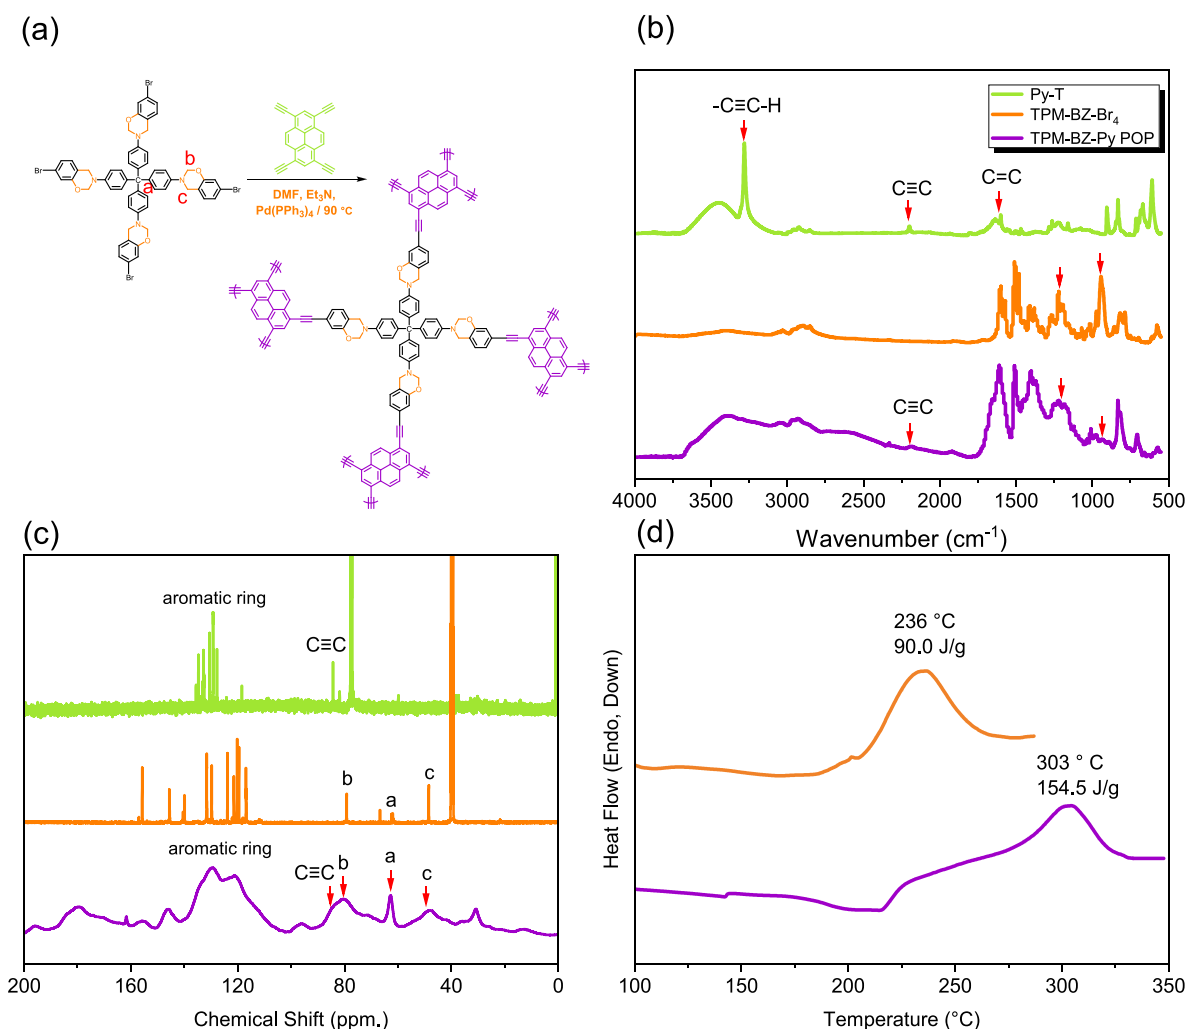 (a)
Br
Br
Br
Br
N
O
N
O
N
O
N
O
C
a
b
c
DMF, Et₃N,
Pd(PPh₃)₄ / 90 °C
O
N
N
O
C
N
O
N
O
(b)
Py-T
TPM-BZ-Br₄
TPM-BZ-Py POP
-C≡C-H
C≡C
C=C
C≡C
4000 3500 3000 2500 2000 1500 1000 500
Wavenumber (cm⁻¹)
(c)
aromatic ring
C≡C
b
a
c
aromatic ring
C≡C
b
a
c
200 160 120 80 40 0
Chemical Shift (ppm.)
(d)
Heat Flow (Endo, Down)
236 °C
90.0 J/g
303 ° C
154.5 J/g
100 150 200 250 300 350
Temperature (°C)